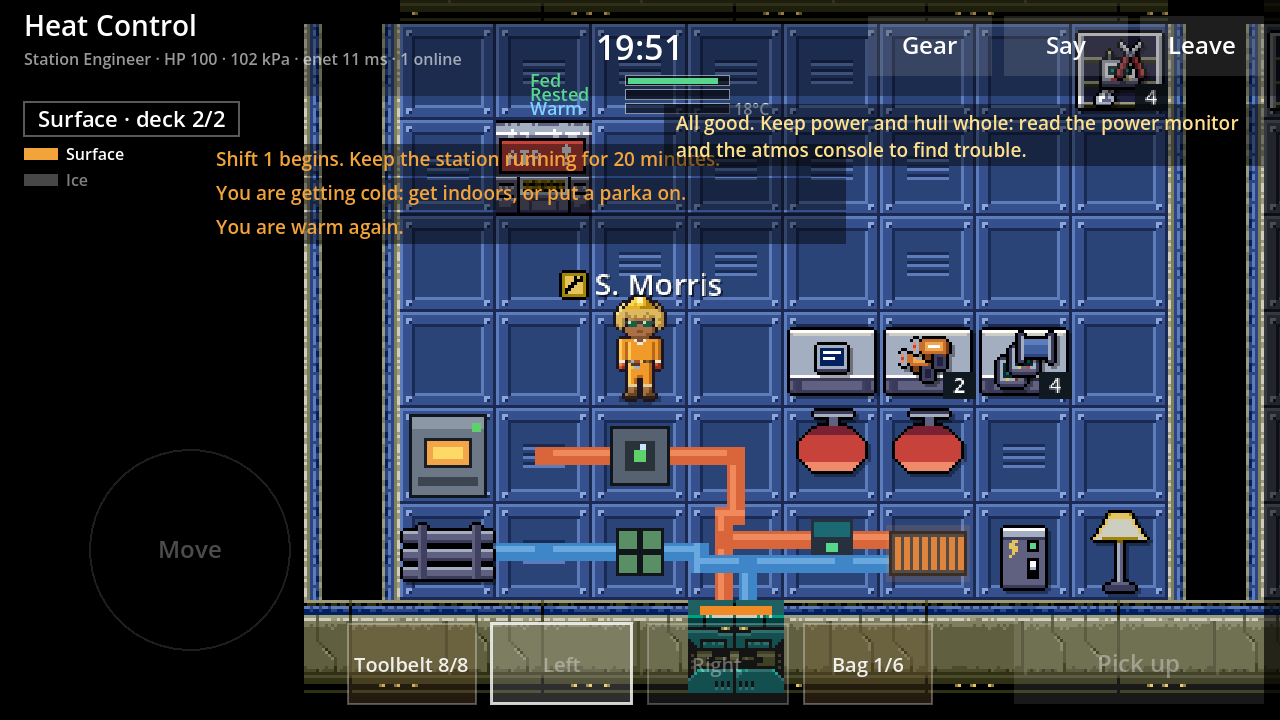 Heat Control
Station Engineer · HP 100 · 102 kPa · enet 11 ms · 1 online
19:51
Gear
Say
Leave
Fed
Rested
Warm
18°C
4
Surface · deck 2/2
Surface
Ice
All good. Keep power and hull whole: read the power monitor
and the atmos console to find trouble.
Shift 1 begins. Keep the station running for 20 minutes.
You are getting cold: get indoors, or put a parka on.
You are warm again.
S. Morris
2
4
Move
Toolbelt 8/8
Left
Right
Bag 1/6
Pick up